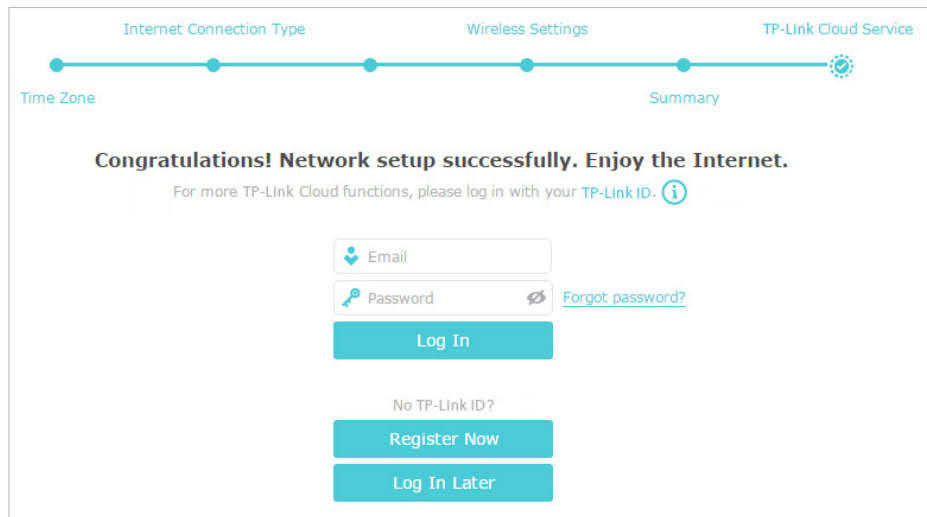 Internet Connection Type Wireless Settings TP-Link Cloud Service
Time Zone Summary
Congratulations! Network setup successfully. Enjoy the Internet.
For more TP-Link Cloud functions, please log in with your TP-Link ID.
Email
Password Forgot password?
Log In
No TP-Link ID?
Register Now
Log In Later